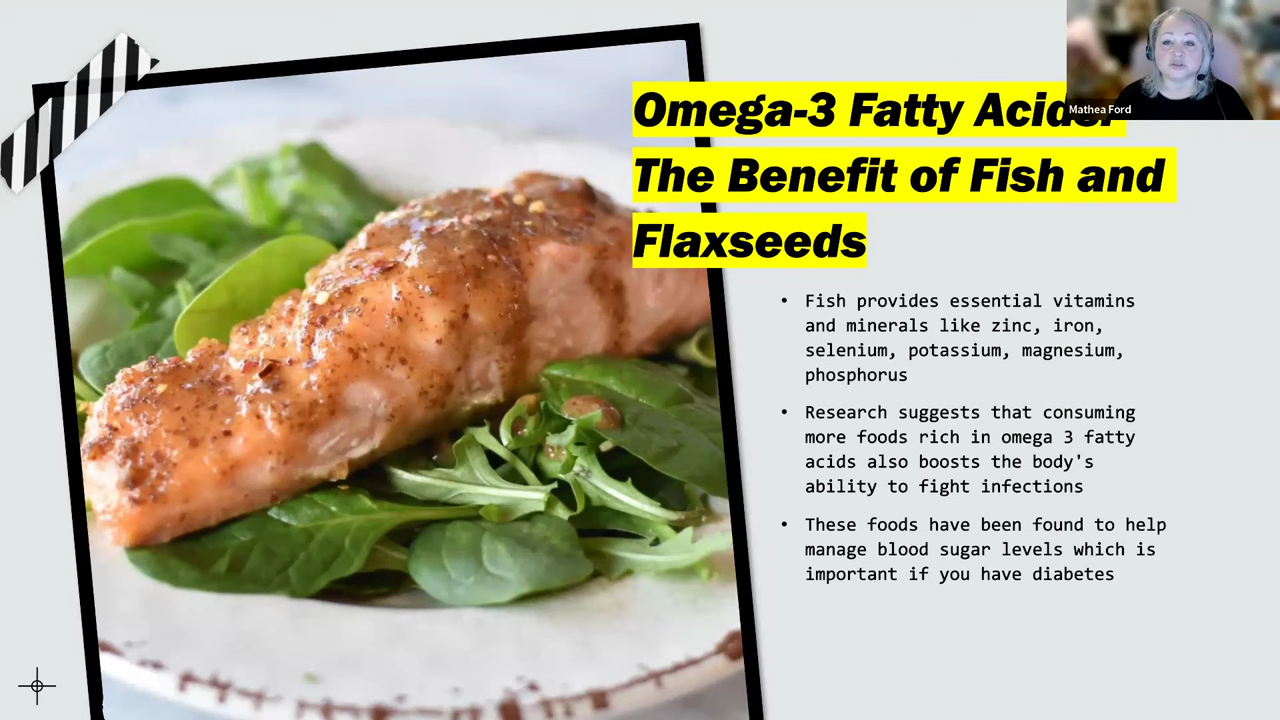 Omega-3 Fatty Acids:
The Benefit of Fish and
Flaxseeds
Mathea Ford
• Fish provides essential vitamins
and minerals like zinc, iron,
selenium, potassium, magnesium,
phosphorus
• Research suggests that consuming
more foods rich in omega 3 fatty
acids also boosts the body's
ability to fight infections
• These foods have been found to help
manage blood sugar levels which is
important if you have diabetes